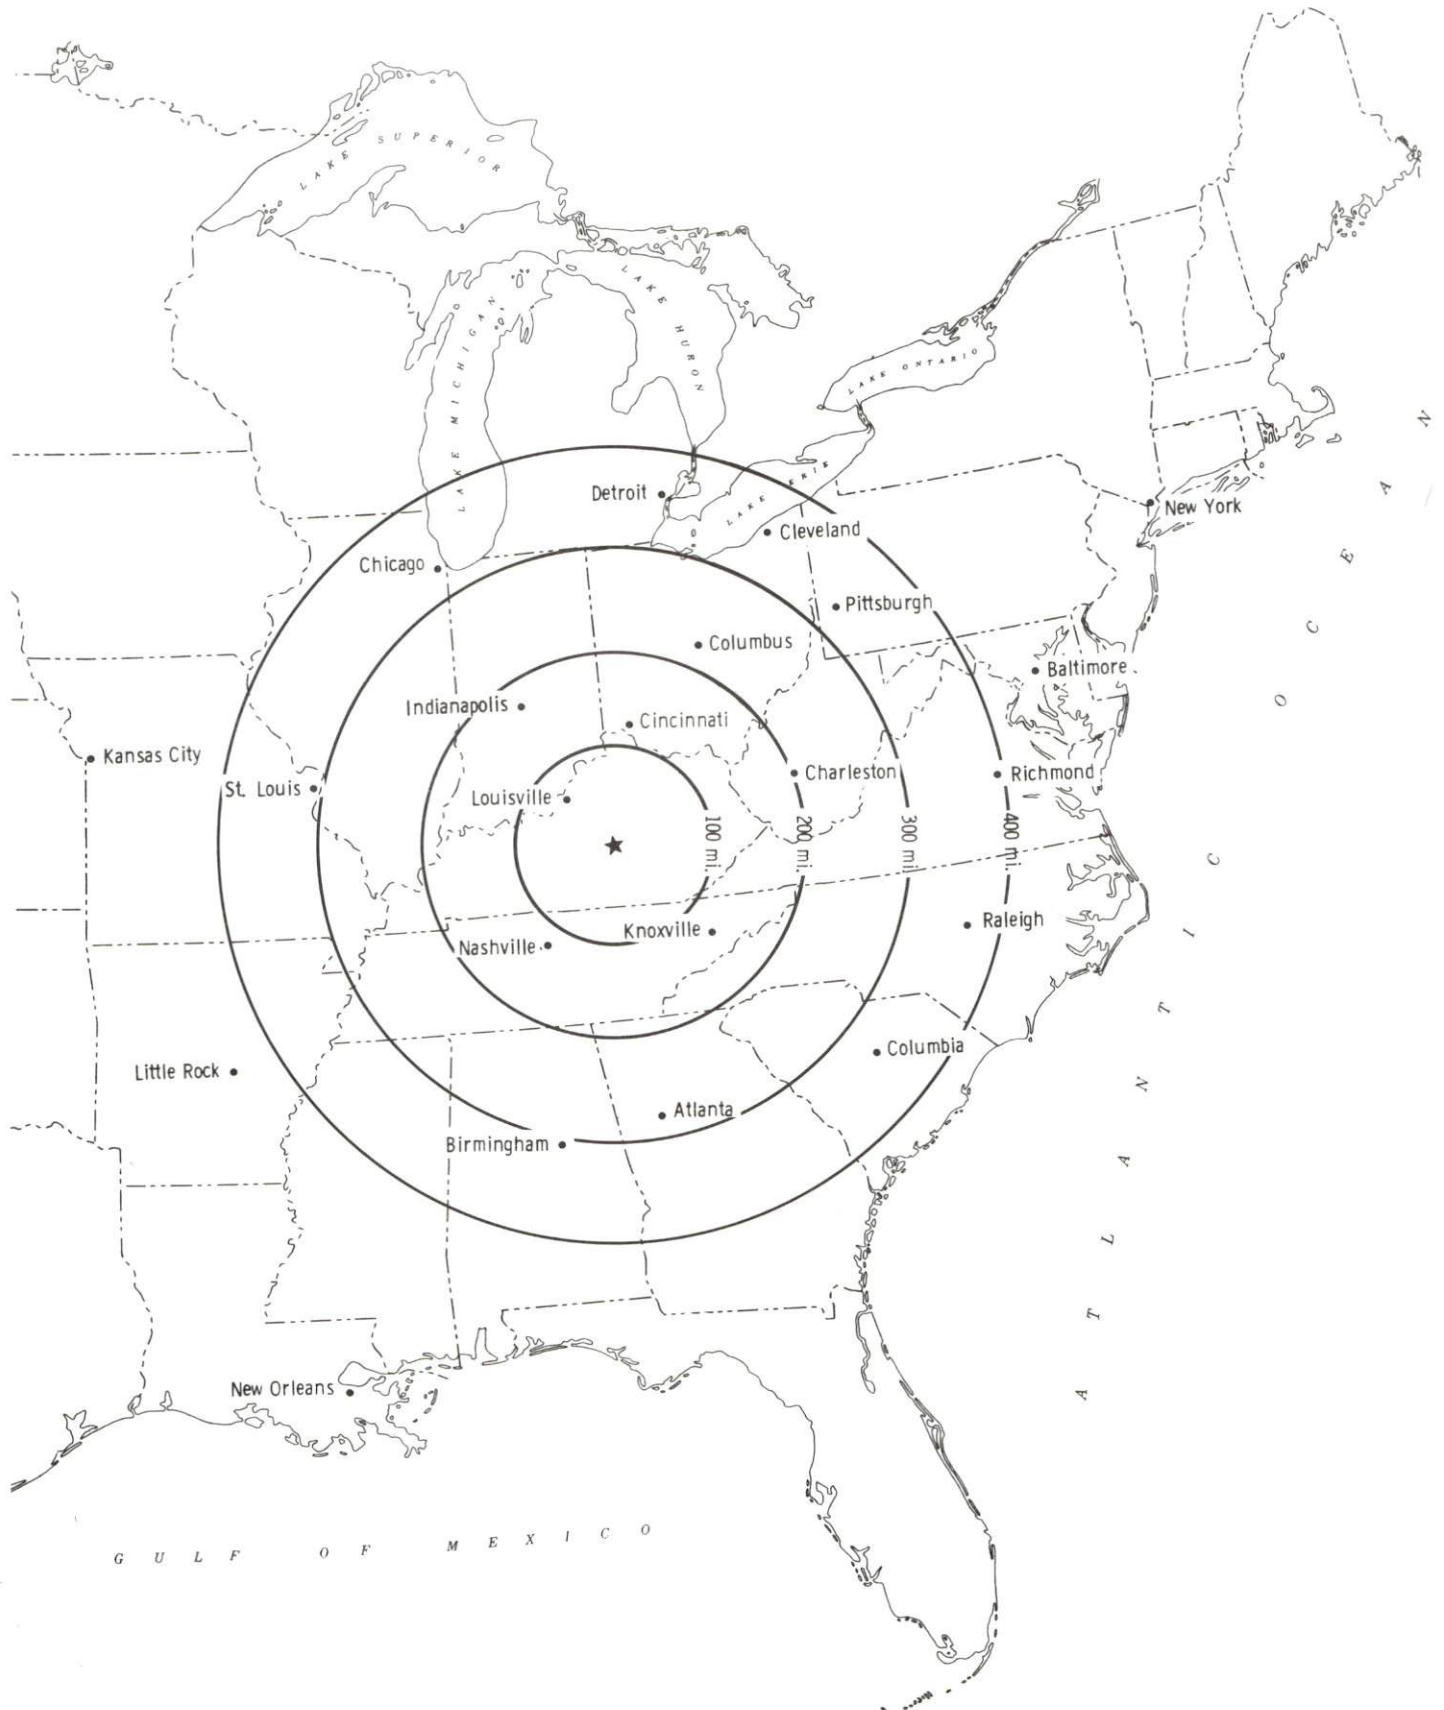 LAKE SUPERIOR
LAKE MICHIGAN
LAKE HURON
LAKE ONTARIO
LAKE ERIE
Detroit
New York
Cleveland
Chicago
Pittsburgh
Columbus
Baltimore
Indianapolis
Cincinnati
Kansas City
Charleston
Richmond
St. Louis
Louisville
100 mi.
200 mi.
300 mi.
400 mi.
Raleigh
Knoxville
Nashville
Columbia
Little Rock
Atlanta
Birmingham
New Orleans
ATLANTIC OCEAN
GULF OF MEXICO